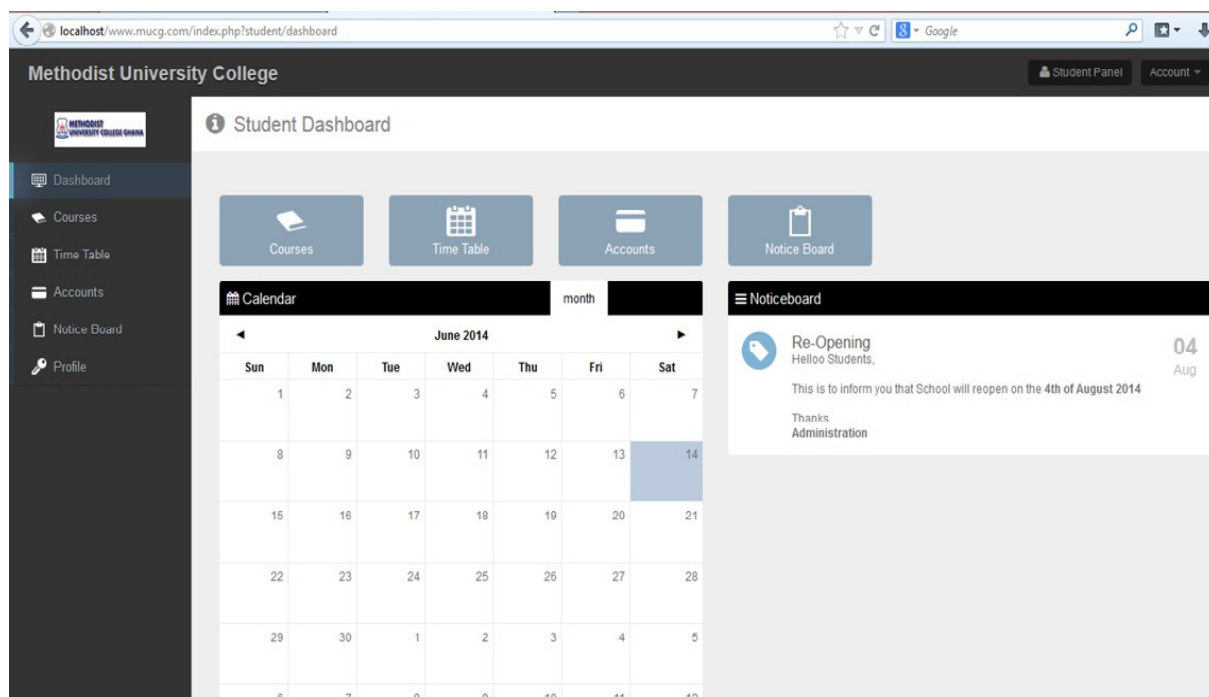 localhost/www.mucg.com/index.php?student/dashboard
Google
Methodist University College
Student Panel
Account
METHODIST
UNIVERSITY COLLEGE GHANA
Student Dashboard
Dashboard
Courses
Time Table
Accounts
Notice Board
Profile
Courses
Time Table
Accounts
Notice Board
Calendar
month
June 2014
Sun Mon Tue Wed Thu Fri Sat
1 2 3 4 5 6 7
8 9 10 11 12 13 14
15 16 17 18 19 20 21
22 23 24 25 26 27 28
29 30 1 2 3 4 5
Noticeboard
Re-Opening
Helloo Students,
This is to inform you that School will reopen on the 4th of August 2014
Thanks
Administration
04
Aug